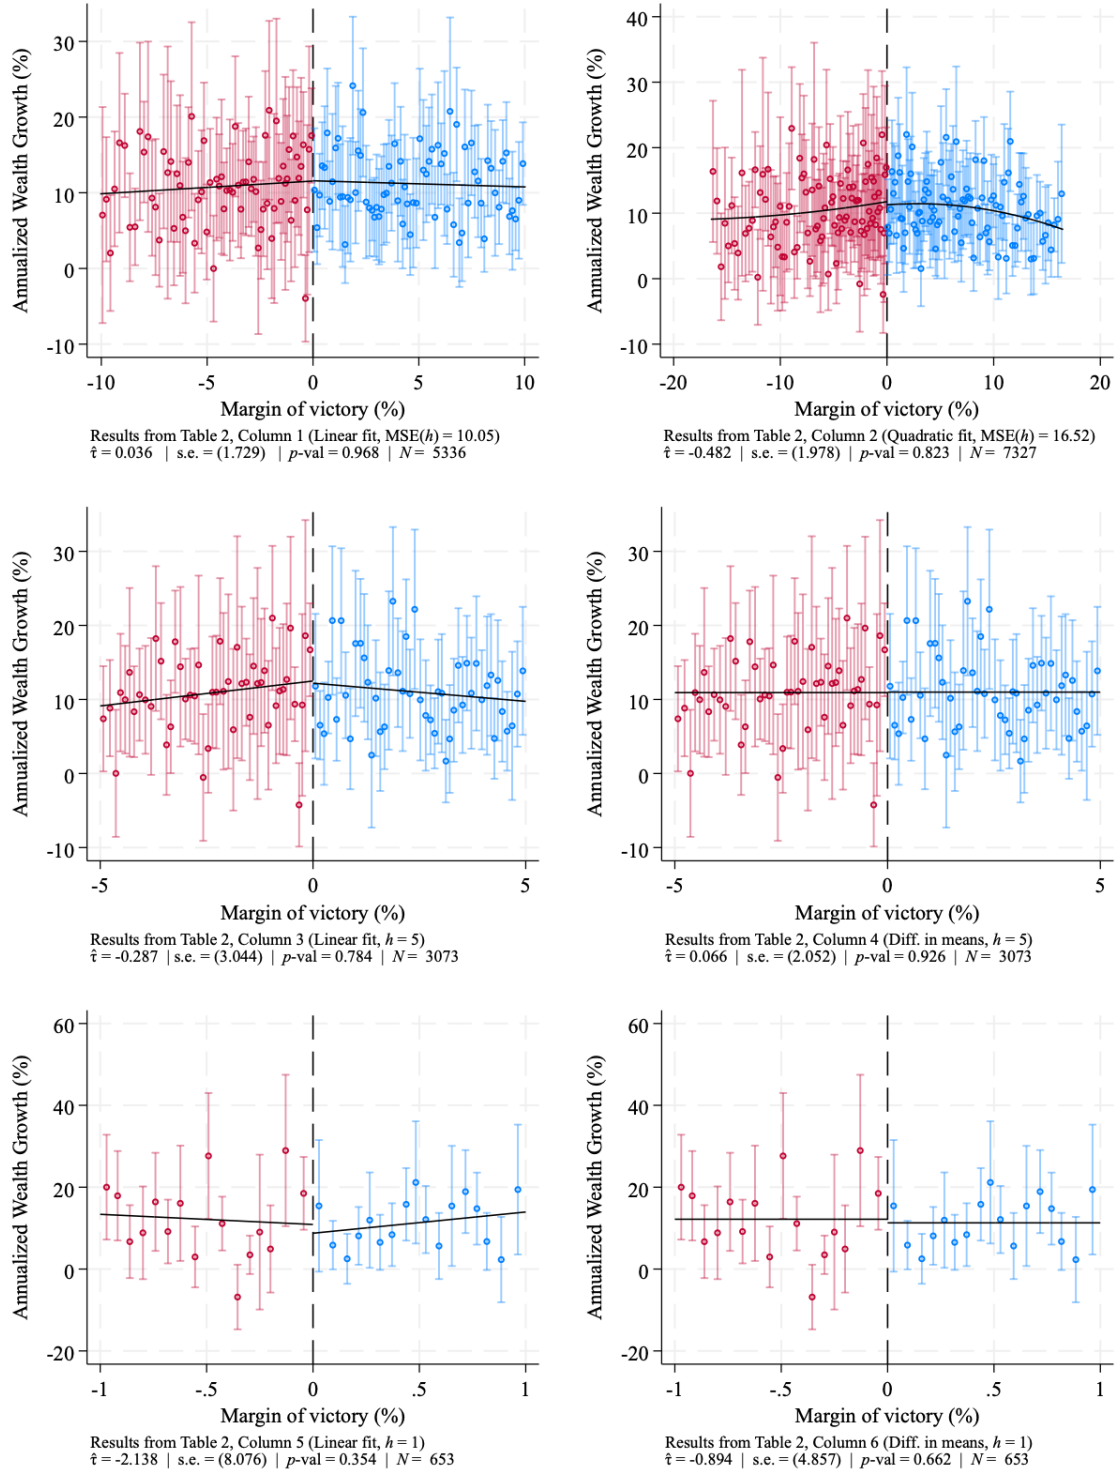 Annualized Wealth Growth (%)
30
20
10
0
-10
-10 -5 0 5 10
Margin of victory (%)
Results from Table 2, Column 1 (Linear fit, MSE(h) = 10.05)
τ̂ = 0.036 | s.e. = (1.729) | p-val = 0.968 | N = 5336
Annualized Wealth Growth (%)
40
30
20
10
0
-10
-20 -10 0 10 20
Margin of victory (%)
Results from Table 2, Column 2 (Quadratic fit, MSE(h) = 16.52)
τ̂ = -0.482 | s.e. = (1.978) | p-val = 0.823 | N = 7327
Annualized Wealth Growth (%)
30
20
10
0
-10
-5 0 5
Margin of victory (%)
Results from Table 2, Column 3 (Linear fit, h = 5)
τ̂ = -0.287 | s.e. = (3.044) | p-val = 0.784 | N = 3073
Annualized Wealth Growth (%)
30
20
10
0
-10
-5 0 5
Margin of victory (%)
Results from Table 2, Column 4 (Diff. in means, h = 5)
τ̂ = 0.066 | s.e. = (2.052) | p-val = 0.926 | N = 3073
Annualized Wealth Growth (%)
60
40
20
0
-20
-1 -.5 0 .5 1
Margin of victory (%)
Results from Table 2, Column 5 (Linear fit, h = 1)
τ̂ = -2.138 | s.e. = (8.076) | p-val = 0.354 | N = 653
Annualized Wealth Growth (%)
60
40
20
0
-20
-1 -.5 0 .5 1
Margin of victory (%)
Results from Table 2, Column 6 (Diff. in means, h = 1)
τ̂ = -0.894 | s.e. = (4.857) | p-val = 0.662 | N = 653